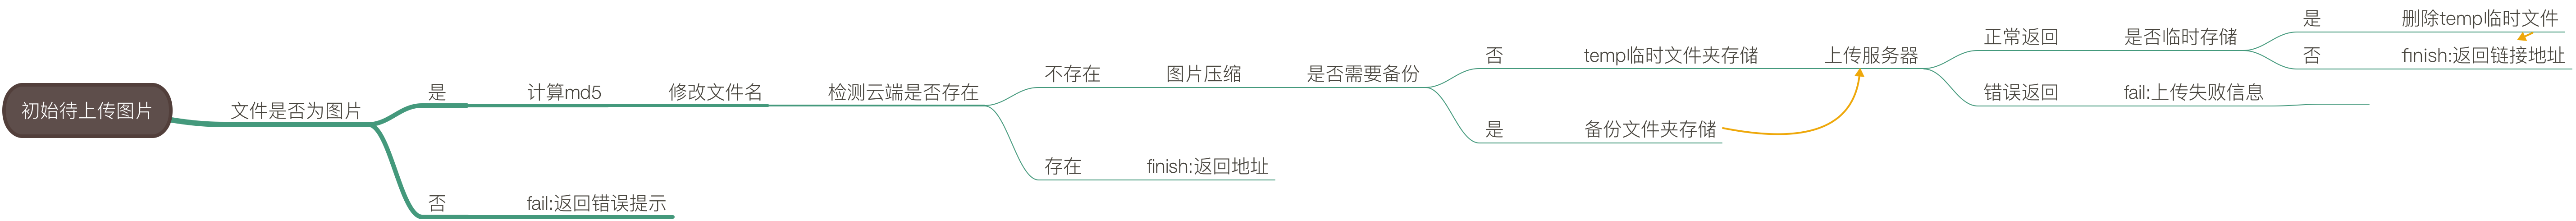 初始待上传图片
文件是否为图片
是
计算md5
修改文件名
检测云端是否存在
不存在
图片压缩
是否需要备份
否
temp临时文件夹存储
上传服务器
正常返回
是否临时存储
是
删除temp临时文件
否
finish:返回链接地址
错误返回
fail:上传失败信息
是
备份文件夹存储
存在
finish:返回地址
否
fail:返回错误提示